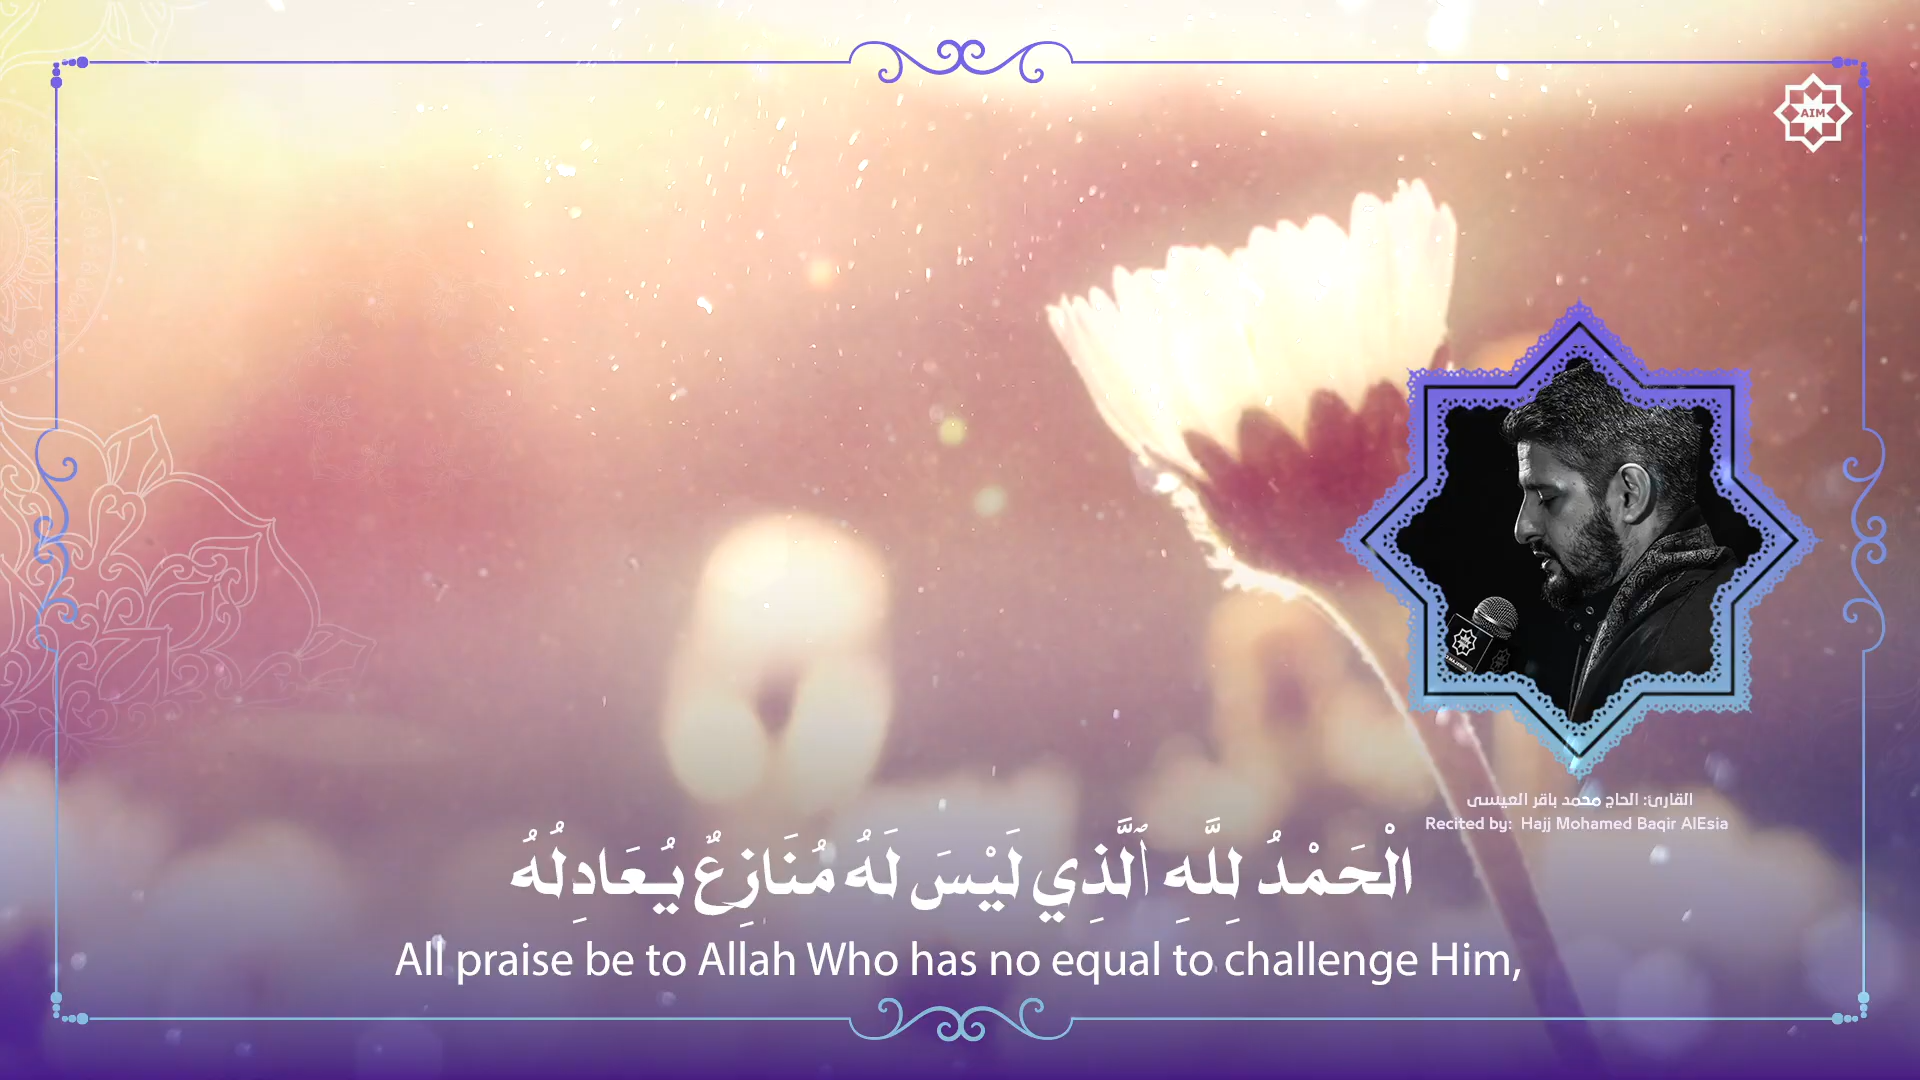 AIM
القارئ: الحاج محمد باقر العيسى
Recited by: Hajj Mohamed Baqir AlEsia
الْحَمْدُ لِلَّهِ ٱلَّذِي لَيْسَ لَهُ مُنَازِعٌ يُعَادِلُهُ
All praise be to Allah Who has no equal to challenge Him,